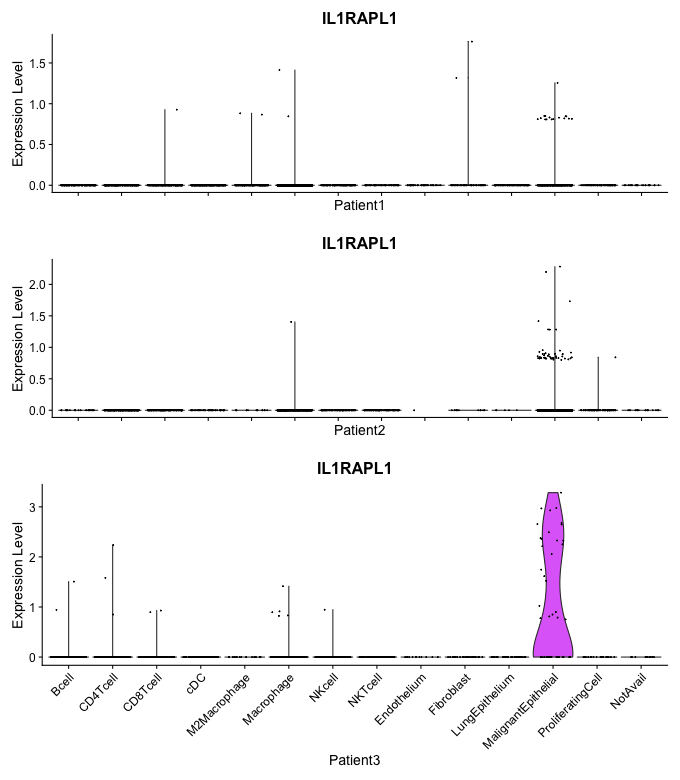 IL1RAPL1
Expression Level
1.5
1.0
0.5
0.0
Patient1
IL1RAPL1
Expression Level
2.0
1.5
1.0
0.5
0.0
Patient2
IL1RAPL1
Expression Level
3
2
1
0
Bcell
CD4Tcell
CD8Tcell
cDC
M2Macrophage
Macrophage
NKcell
NKTcell
Endothelium
Fibroblast
LungEpithelium
MalignantEpithelial
ProliferatingCell
NotAvail
Patient3